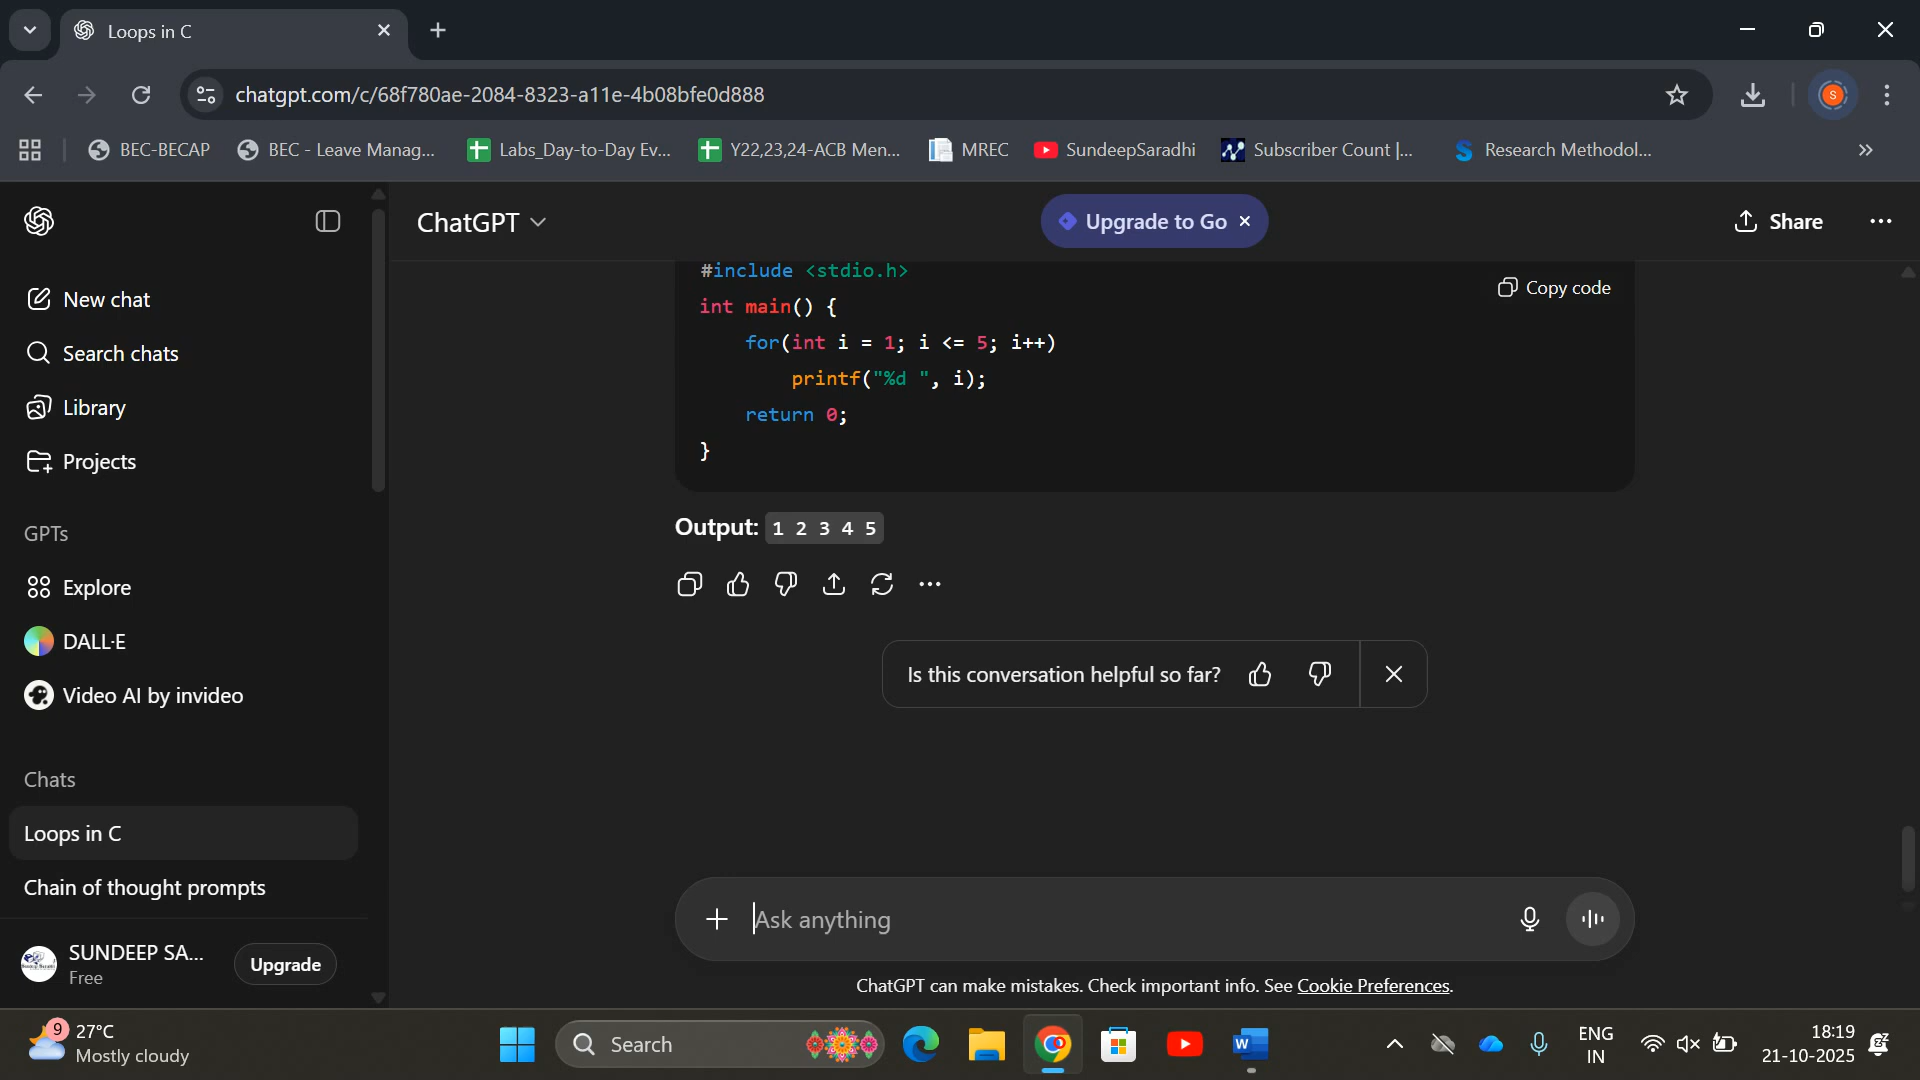 Loops in C
chatgpt.com/c/68f780ae-2084-8323-a11e-4b08bfe0d888
BEC-BECAP
BEC - Leave Manag...
Labs_Day-to-Day Ev...
Y22,23,24-ACB Men...
MREC
SundeepSaradhi
Subscriber Count |...
Research Methodol...
ChatGPT
Upgrade to Go
Share
New chat
Search chats
Library
Projects
GPTs
Explore
DALL·E
Video AI by invideo
Chats
Loops in C
Chain of thought prompts
SUNDEEP SA...
Free
Upgrade
#include <stdio.h>
Copy code
int main() {
    for(int i = 1; i <= 5; i++)
        printf("%d ", i);
    return 0;
}
Output: 1 2 3 4 5
Is this conversation helpful so far?
Ask anything
ChatGPT can make mistakes. Check important info. See Cookie Preferences.
9
27°C
Mostly cloudy
Search
ENG
IN
18:19
21-10-2025